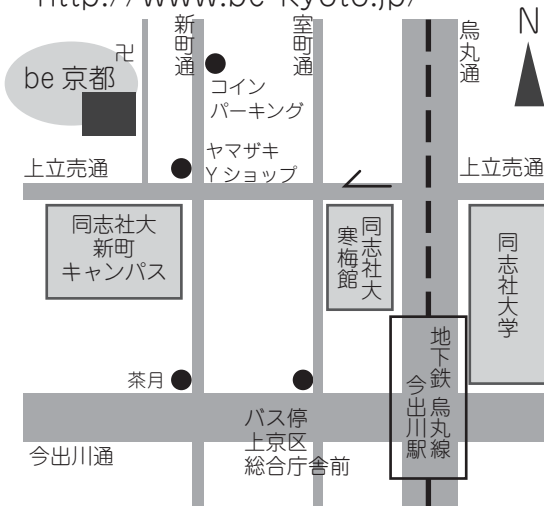 http://www.be-kyoto.jp/
新町通
室町通
烏丸通
N
卍
be 京都
コイン
パーキング
ヤマザキ
Y ショップ
上立売通
上立売通
同志社大
新町
キャンパス
同志社大
寒梅館
同志社大学
地下鉄 烏丸線
今出川駅
茶月
バス停
上京区
総合庁舎前
今出川通